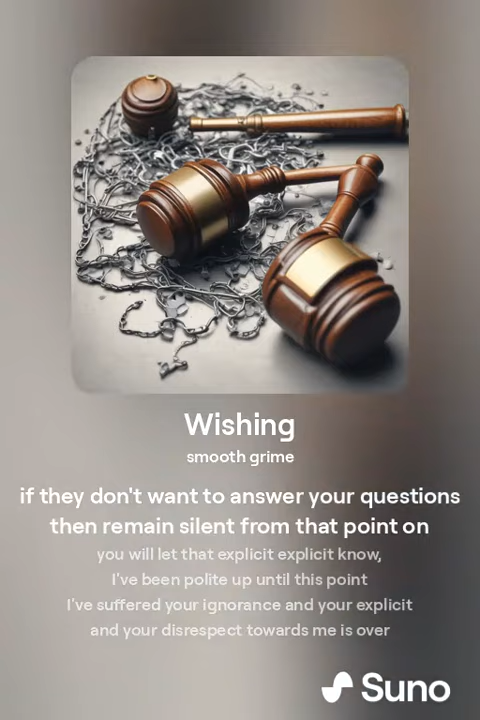 Wishing
smooth grime
if they don't want to answer your questions
then remain silent from that point on
you will let that explicit explicit know,
I've been polite up until this point
I've suffered your ignorance and your explicit
and your disrespect towards me is over
Suno